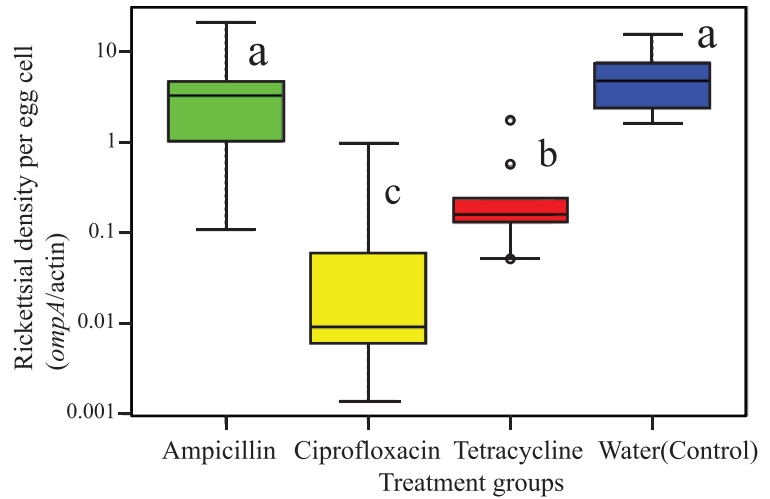 Rickettsial density per egg cell
(ompA/actin)
10
1
0.1
0.01
0.001
a
c
b
a
Ampicillin Ciprofloxacin Tetracycline Water(Control)
Treatment groups